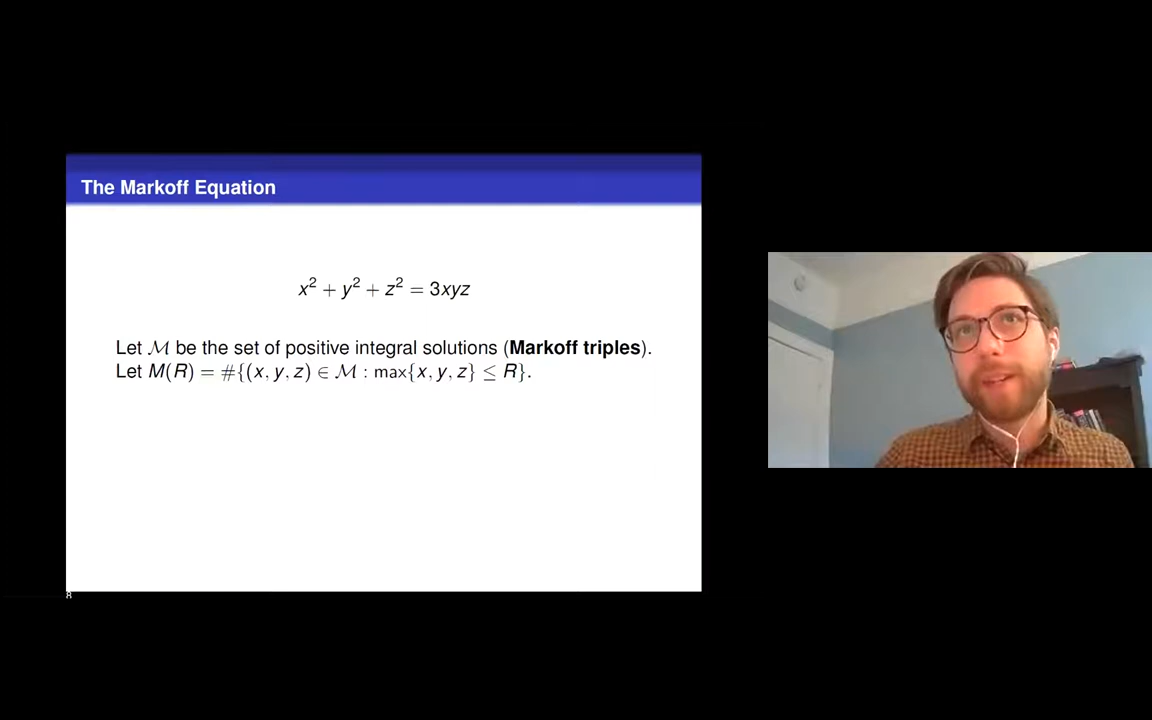 The Markoff Equation
x² + y² + z² = 3xyz
Let ℳ be the set of positive integral solutions (Markoff triples).
Let M(R) = #{(x, y, z) ∈ ℳ : max{x, y, z} ≤ R}.
8